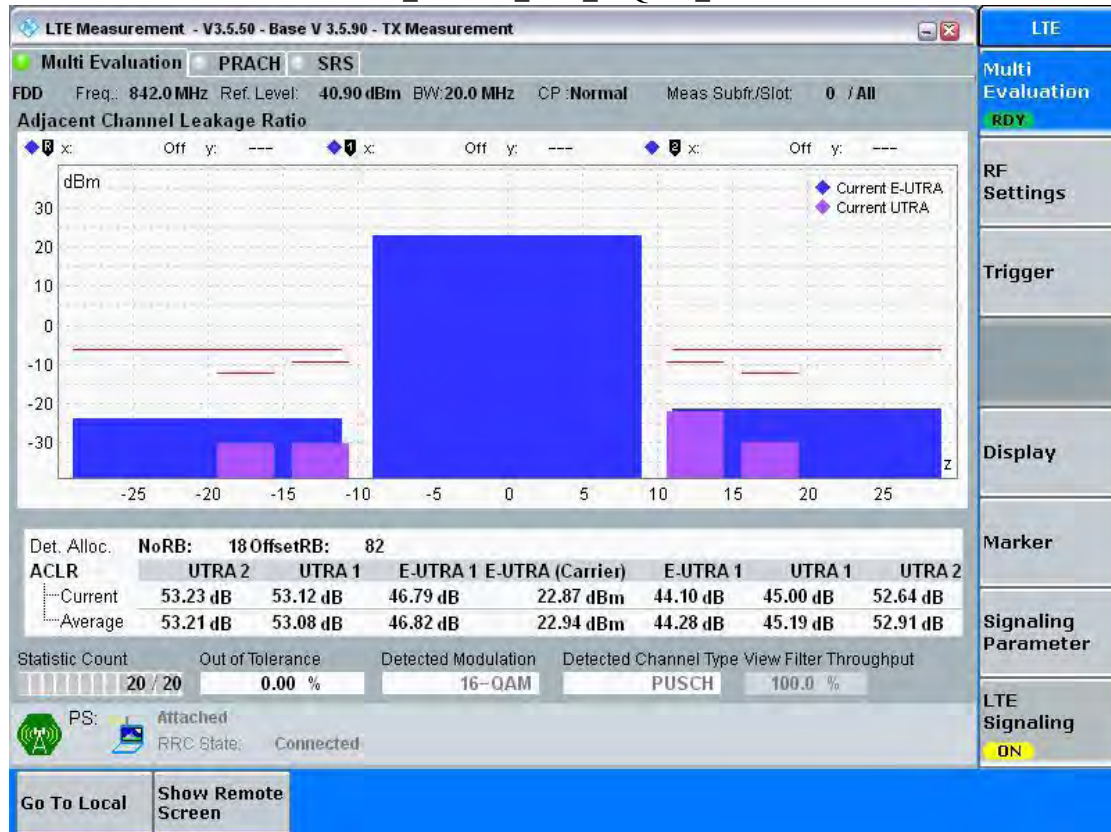 LTE Measurement - V3.5.50 - Base V 3.5.90 - TX Measurement
LTE
Multi Evaluation PRACH SRS
FDD Freq.: 842.0 MHz Ref. Level: 40.90 dBm BW: 20.0 MHz CP: Normal Meas Subfr./Slot: 0 / All
Adjacent Channel Leakage Ratio
R x: Off y: --- 1 x: Off y: --- 2 x: Off y: ---
dBm
Current E-UTRA
Current UTRA
30
20
10
0
-10
-20
-30
z
-25 -20 -15 -10 -5 0 5 10 15 20 25
Det. Alloc. NoRB: 18 OffsetRB: 82
ACLR UTRA 2 UTRA 1 E-UTRA 1 E-UTRA (Carrier) E-UTRA 1 UTRA 1 UTRA 2
Current 53.23 dB 53.12 dB 46.79 dB 22.87 dBm 44.10 dB 45.00 dB 52.64 dB
Average 53.21 dB 53.08 dB 46.82 dB 22.94 dBm 44.28 dB 45.19 dB 52.91 dB
Statistic Count Out of Tolerance Detected Modulation Detected Channel Type View Filter Throughput
20 / 20 0.00 % 16-QAM PUSCH 100.0 %
PS: Attached
RRC State: Connected
Multi
Evaluation
RDY
RF
Settings
Trigger
Display
Marker
Signaling
Parameter
LTE
Signaling
ON
Go To Local
Show Remote
Screen